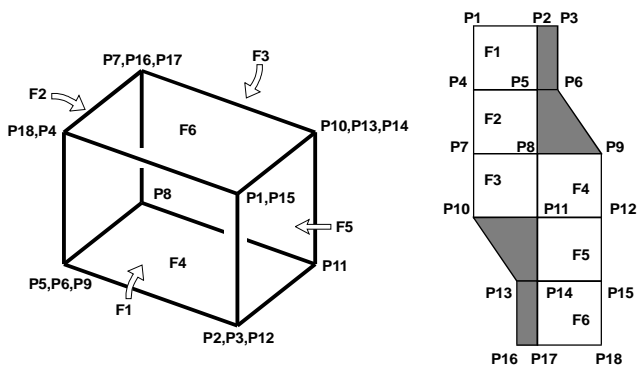 P7,P16,P17
F3
F2
P18,P4
F6
P10,P13,P14
P8
P1,P15
F5
F4
P11
P5,P6,P9
F1
P2,P3,P12
P1 P2 P3
F1
P4 P5 P6
F2
P7 P8 P9
F3 F4
P10 P11 P12
F5
P13 P14 P15
F6
P16 P17 P18